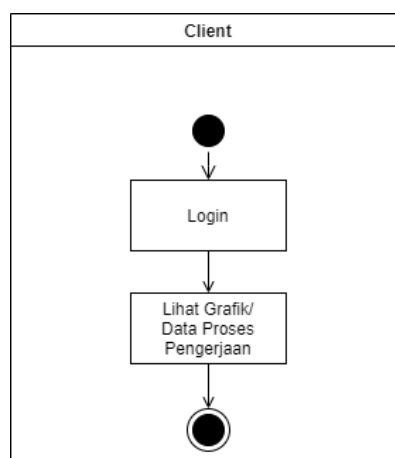 Client
Login
Lihat Grafik/
Data Proses
Pengerjaan